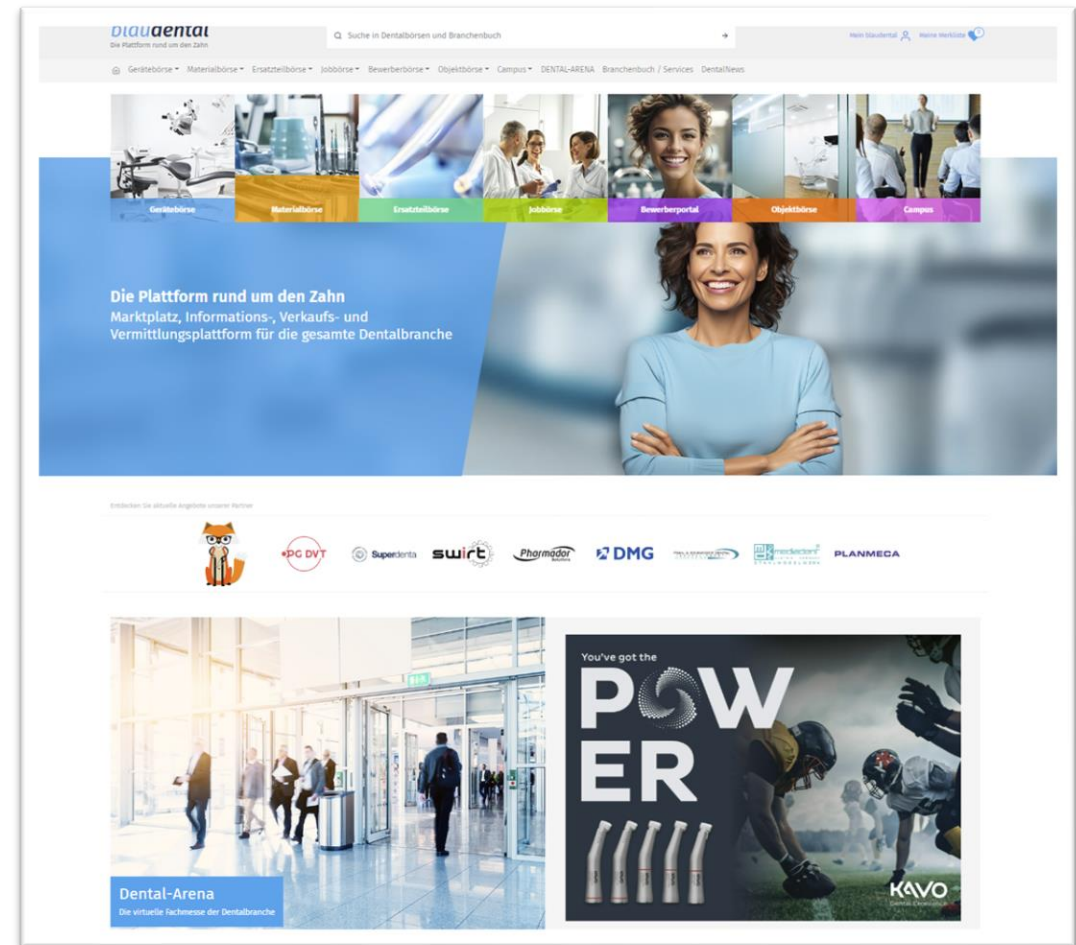 blaudental
Die Plattform rund um den Zahn
Suche in Dentalbörsen und Branchenbuch
Mein blaudental
Meine Merkliste
Gerätebörse
Materialbörse
Ersatzteilbörse
Jobbörse
Bewerberbörse
Objektbörse
Campus
DENTAL-ARENA
Branchenbuch / Services
DentalNews
Gerätebörse
Materialbörse
Ersatzteilbörse
Jobbörse
Bewerberportal
Objektbörse
Campus
Die Plattform rund um den Zahn
Marktplatz, Informations-, Verkaufs- und
Vermittlungsplattform für die gesamte Dentalbranche
Entdecken Sie aktuelle Angebote unserer Partner
PG DVT
Superdenta
swirt
Pharmador
DMG
mediadent
PLANMECA
You've got the
POW
ER
KAVO
Dental Excellence
Dental-Arena
Die virtuelle Fachmesse der Dentalbranche